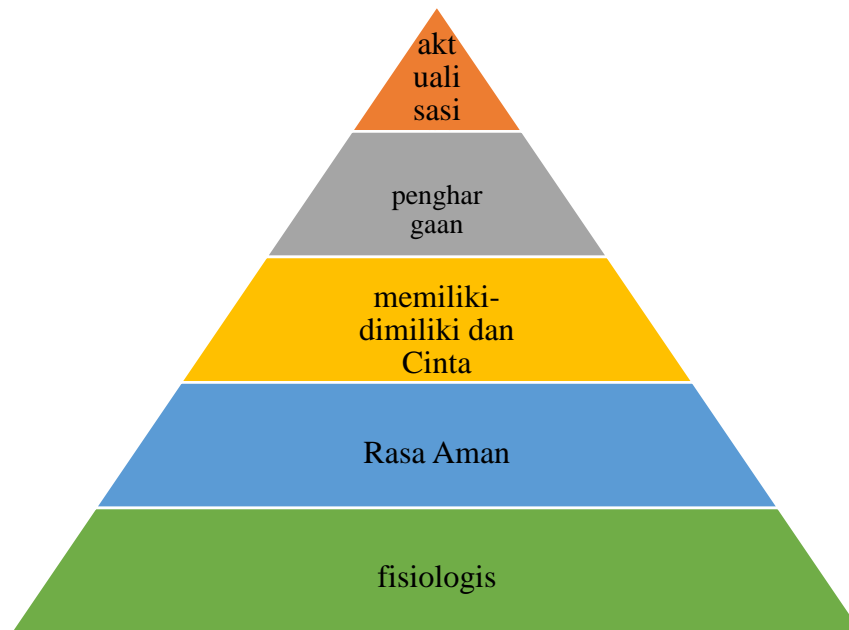 akt
uali
sasi
penghar
gaan
memiliki-
dimiliki dan
Cinta
Rasa Aman
fisiologis